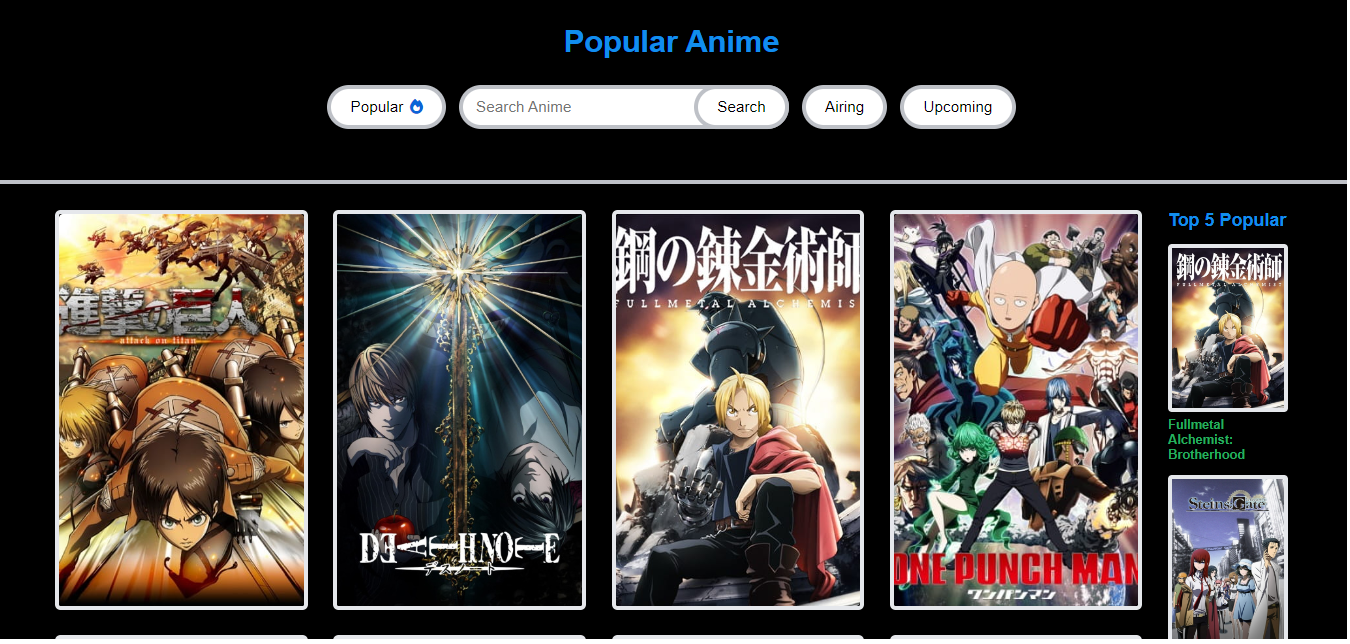 Popular Anime
Popular
Search Anime
Search
Airing
Upcoming
進撃の巨人
attack on titan
DEATH NOTE
デスノート
鋼の錬金術師
FULLMETAL ALCHEMIS
ONE PUNCH MAN
ワンパンマン
Top 5 Popular
鋼の錬金術師
FULLMETAL ALCHEMIST
Fullmetal
Alchemist:
Brotherhood
Steins;Gate